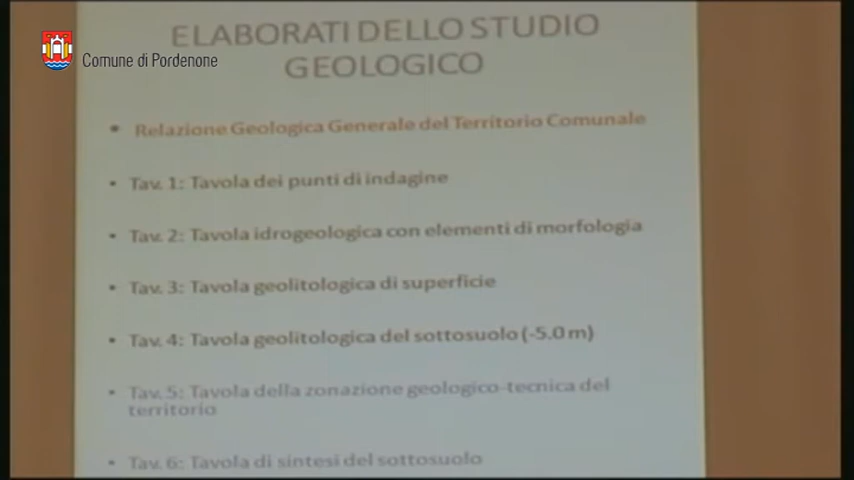 ELABORATI DELLO STUDIO
GEOLOGICO
Comune di Pordenone
• Relazione Geologica Generale del Territorio Comunale
• Tav. 1: Tavola dei punti di indagine
• Tav. 2: Tavola idrogeologica con elementi di morfologia
• Tav. 3: Tavola geolitologica di superficie
• Tav. 4: Tavola geolitologica del sottosuolo (-5.0 m)
• Tav. 5: Tavola della zonazione geologico-tecnica del
territorio
• Tav. 6: Tavola di sintesi del sottosuolo